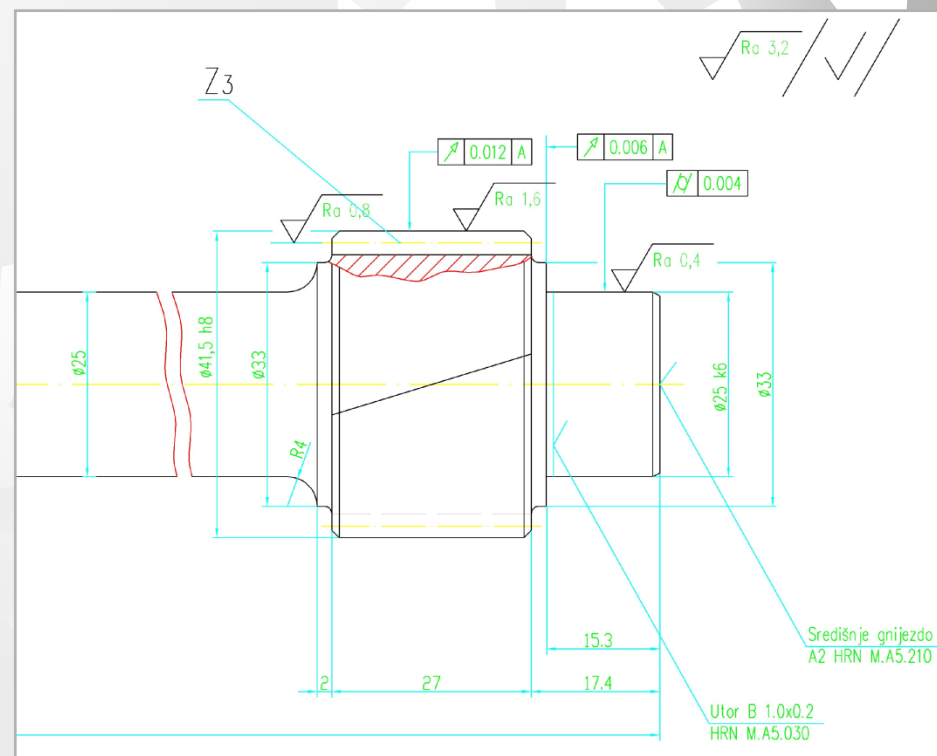 Ra 3,2
Z3
0.012 A
0.006 A
0.004
Ra 0,8
Ra 1,6
Ra 0,4
ø25
ø41,5 h8
ø33
R4
ø25 k6
ø33
15.3
2
27
17.4
Središnje gnijezdo
A2 HRN M.A5.210
Utor B 1.0x0.2
HRN M.A5.030